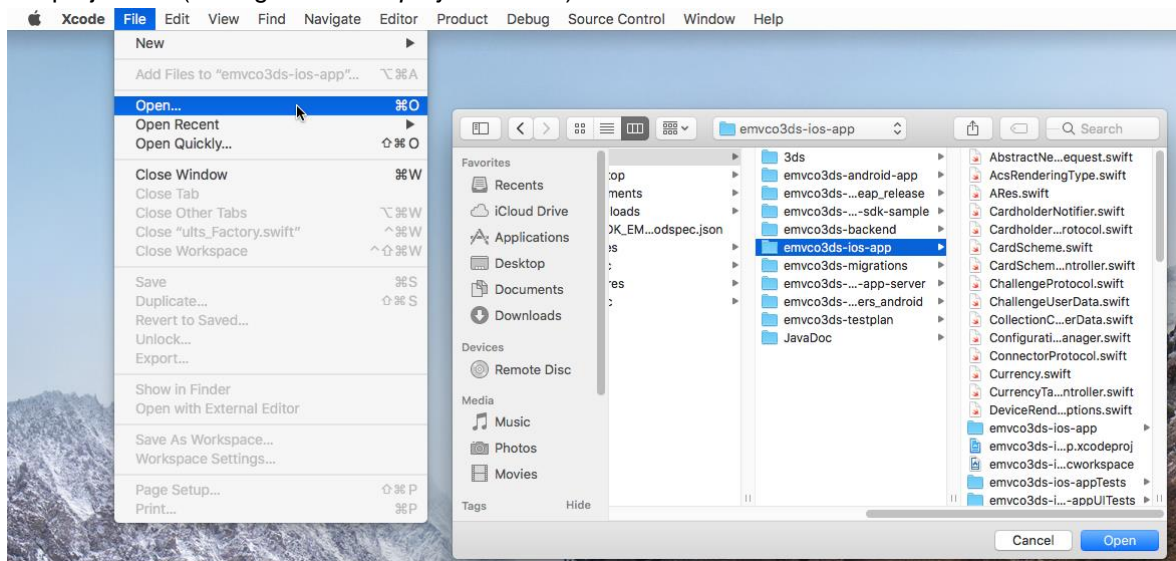 Xcode File Edit View Find Navigate Editor Product Debug Source Control Window Help
New
Add Files to "emvco3ds-ios-app"... ⌥⌘A
Open... ⌘O
Open Recent
Open Quickly... ⇧⌘O
Close Window ⌘W
Close Tab
Close Other Tabs ⌥⌘W
Close "ults_Factory.swift" ^⌘W
Close Workspace ^⇧⌘W
Save ⌘S
Duplicate... ⇧⌘S
Revert to Saved...
Unlock...
Export...
Show in Finder
Open with External Editor
Save As Workspace...
Workspace Settings...
Page Setup... ⇧⌘P
Print... ⌘P
emvco3ds-ios-app
Search
Favorites
Recents
iCloud Drive
Applications
Desktop
Documents
Downloads
Devices
Remote Disc
Media
Music
Photos
Movies
Tags Hide
top
ments
loads
DK_EM...odspec.json
es
res
3ds
emvco3ds-android-app
emvco3ds-...eap_release
emvco3ds-...-sdk-sample
emvco3ds-backend
emvco3ds-ios-app
emvco3ds-migrations
emvco3ds-...-app-server
emvco3ds-...ers_android
emvco3ds-testplan
JavaDoc
AbstractNe...equest.swift
AcsRenderingType.swift
ARes.swift
CardholderNotifier.swift
Cardholder...rotocol.swift
CardScheme.swift
CardSchem...ntroller.swift
ChallengeProtocol.swift
ChallengeUserData.swift
CollectionC...erData.swift
Configurati...anager.swift
ConnectorProtocol.swift
Currency.swift
CurrencyTa...ntroller.swift
DeviceRend...ptions.swift
emvco3ds-ios-app
emvco3ds-i...p.xcodeproj
emvco3ds-i...cworkspace
emvco3ds-ios-appTests
emvco3ds-i...-appUITests
Cancel Open